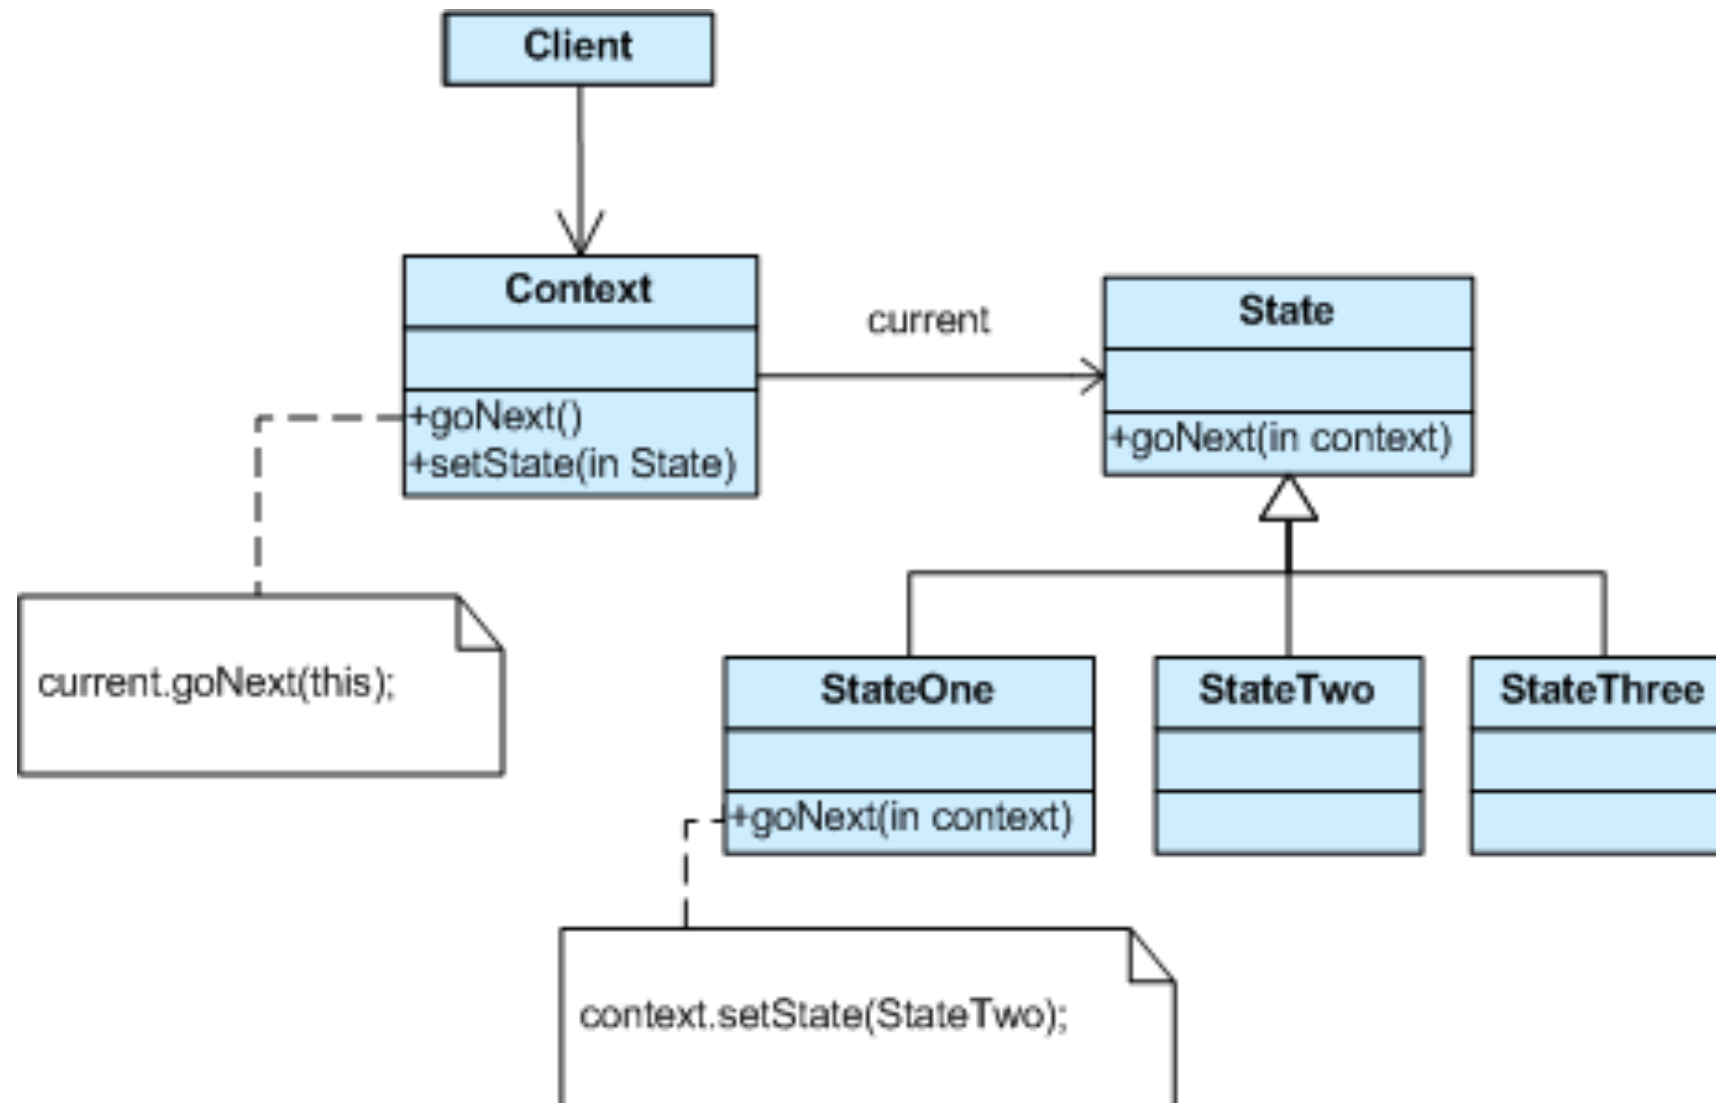 Client
Context
+goNext()
+setState(in State)
current
State
+goNext(in context)
current.goNext(this);
StateOne
+goNext(in context)
StateTwo
StateThree
context.setState(StateTwo);